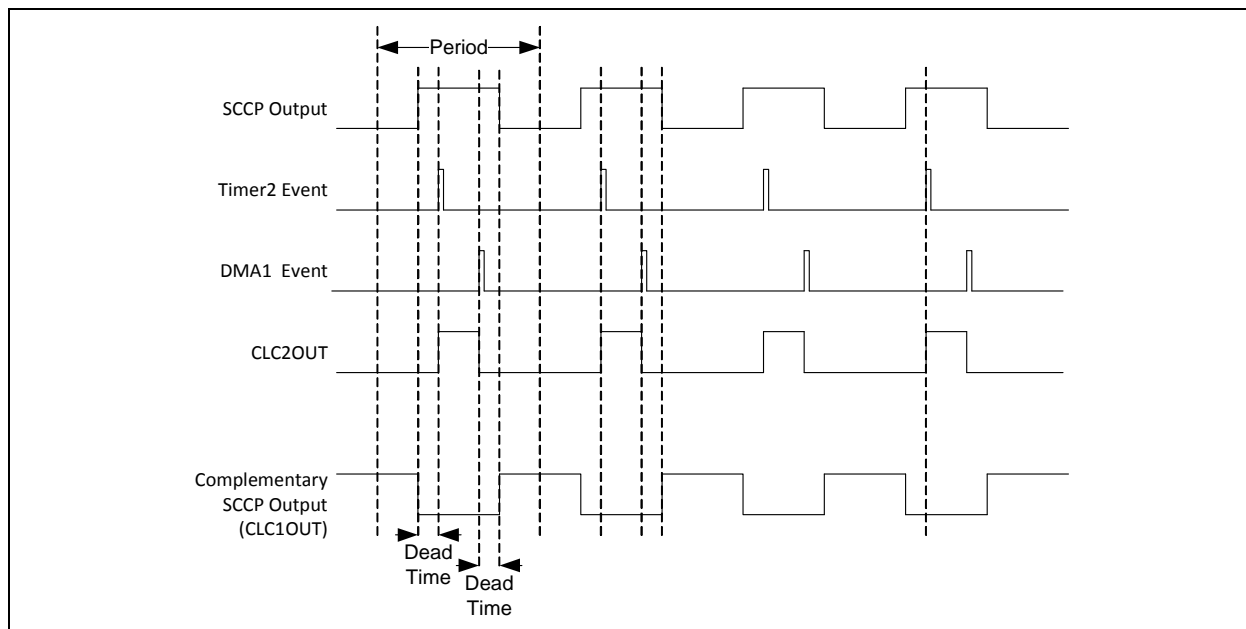 Period
SCCP Output
Timer2 Event
DMA1 Event
CLC2OUT
Complementary
SCCP Output
(CLC1OUT)
Dead
Time
Dead
Time